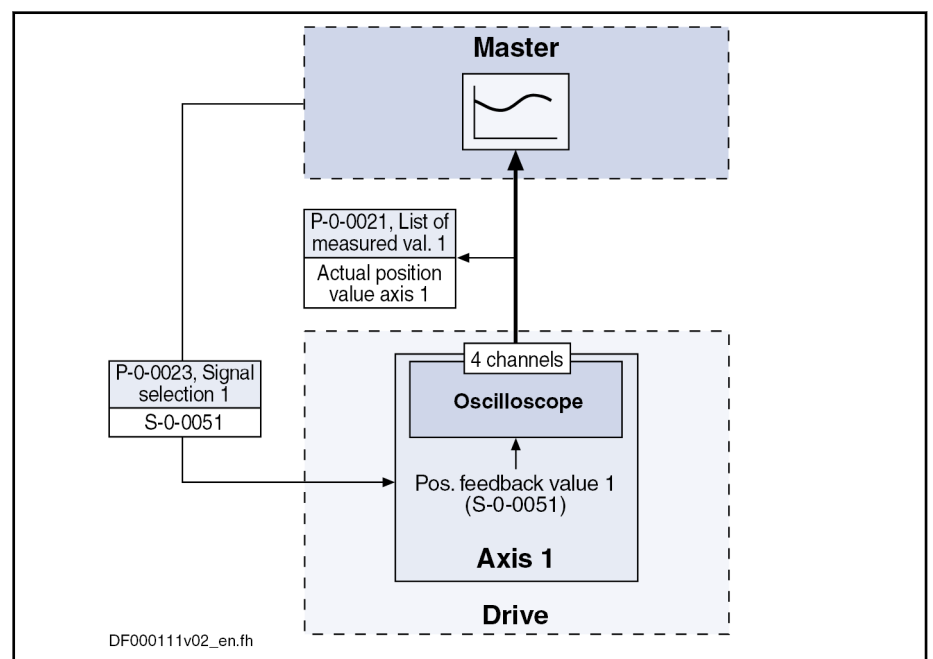 Master
P-0-0021, List of
measured val. 1
Actual position
value axis 1
4 channels
P-0-0023, Signal
selection 1
S-0-0051
Oscilloscope
Pos. feedback value 1
(S-0-0051)
Axis 1
Drive
DF000111v02_en.fh